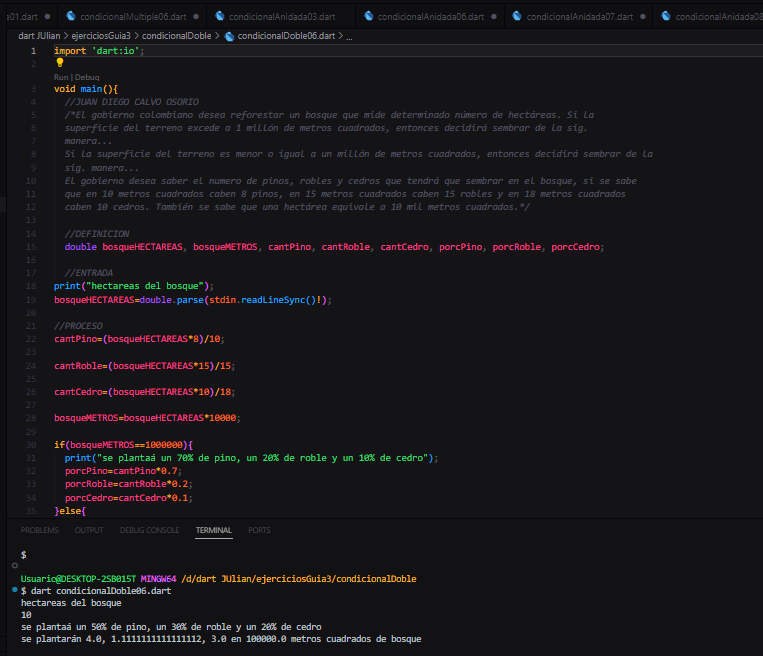 e01.dart
condicionalMultiple06.dart
condicionalAnidada03.dart
condicionalAnidada06.dart
condicionalAnidada07.dart
condicionalAnidada08
dart JUlian > ejerciciosGuia3 > condicionalDoble > condicionalDoble06.dart > ...
1 import 'dart:io';
2
Run | Debug
3 void main(){
4 //JUAN DIEGO CALVO OSORIO
5 /*El gobierno colombiano desea reforestar un bosque que mide determinado número de hectáreas. Si la
6 superficie del terreno excede a 1 millón de metros cuadrados, entonces decidirá sembrar de la sig.
7 manera...
8 Si la superficie del terreno es menor o igual a un millón de metros cuadrados, entonces decidirá sembrar de la
9 sig. manera...
10 El gobierno desea saber el numero de pinos, robles y cedros que tendrá que sembrar en el bosque, si se sabe
11 que en 10 metros cuadrados caben 8 pinos, en 15 metros cuadrados caben 15 robles y en 18 metros cuadrados
12 caben 10 cedros. También se sabe que una hectárea equivale a 10 mil metros cuadrados.*/
13
14 //DEFINICION
15 double bosqueHECTAREAS, bosqueMETROS, cantPino, cantRoble, cantCedro, porcPino, porcRoble, porcCedro;
16
17 //ENTRADA
18 print("hectareas del bosque");
19 bosqueHECTAREAS=double.parse(stdin.readLineSync()!);
20
21 //PROCESO
22 cantPino=(bosqueHECTAREAS*8)/10;
23
24 cantRoble=(bosqueHECTAREAS*15)/15;
25
26 cantCedro=(bosqueHECTAREAS*10)/18;
27
28 bosqueMETROS=bosqueHECTAREAS*10000;
29
30 if(bosqueMETROS==1000000){
31 print("se plantaá un 70% de pino, un 20% de roble y un 10% de cedro");
32 porcPino=cantPino*0.7;
33 porcRoble=cantRoble*0.2;
34 porcCedro=cantCedro*0.1;
35 }else{
PROBLEMS OUTPUT DEBUG CONSOLE TERMINAL PORTS
$
Usuario@DESKTOP-2SB015T MINGW64 /d/dart JUlian/ejerciciosGuia3/condicionalDoble
$ dart condicionalDoble06.dart
hectareas del bosque
10
se plantaá un 50% de pino, un 30% de roble y un 20% de cedro
se plantarán 4.0, 1.1111111111111112, 3.0 en 100000.0 metros cuadrados de bosque